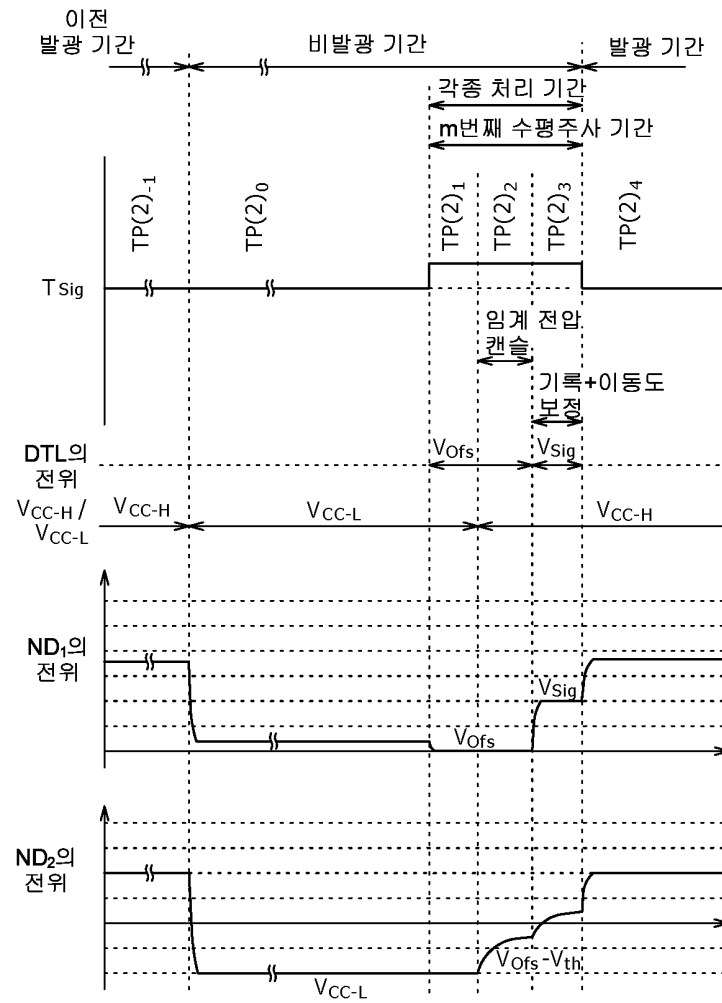 이전
발광 기간
비발광 기간
발광 기간
각종 처리 기간
m번째 수평주사 기간
TP(2)-1
TP(2)0
TP(2)1
TP(2)2
TP(2)3
TP(2)4
TSig
임계 전압
캔슬
기록+이동도
보정
DTL의
전위
VOfs
VSig
VCC-H /
VCC-L
VCC-H
VCC-L
VCC-H
ND1의
전위
VSig
VOfs
ND2의
전위
VOfs-Vth
VCC-L